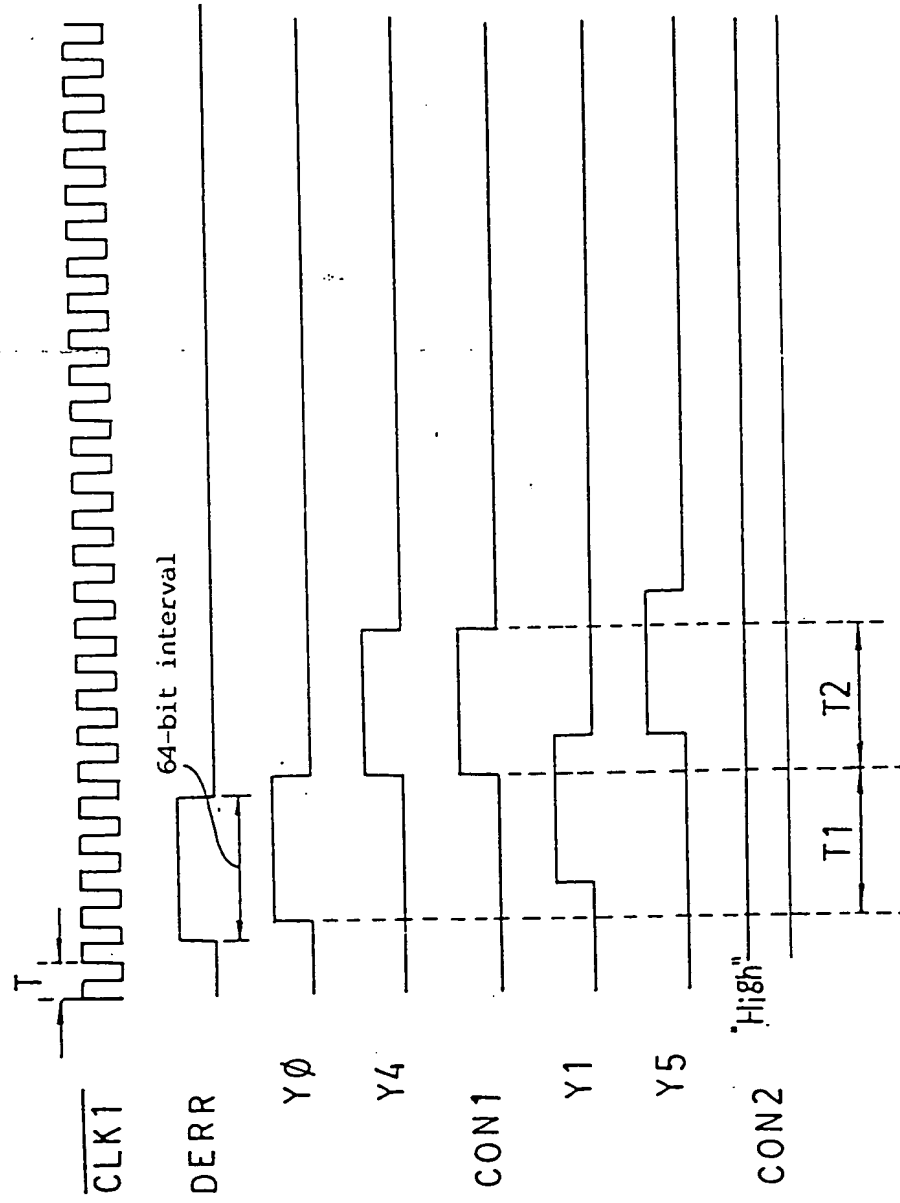 T
CLK1
DERR
64-bit interval
YØ
Y4
CON1
Y1
Y5
"High"
CON2
T1
T2